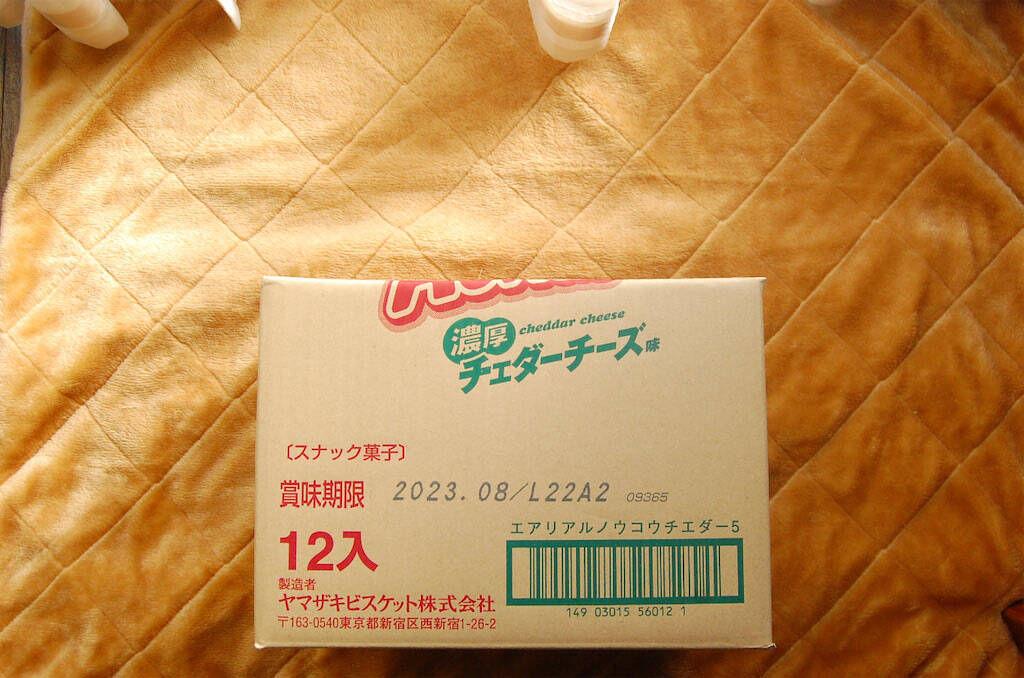 cheddar cheese
濃厚
チェダーチーズ味
〔スナック菓子〕
賞味期限 2023.08/L22A2 09365
エアリアルノウコウチエダー5
12入
製造者
ヤマザキビスケット株式会社
〒163-0540東京都新宿区西新宿1-26-2
149 03015 56012 1